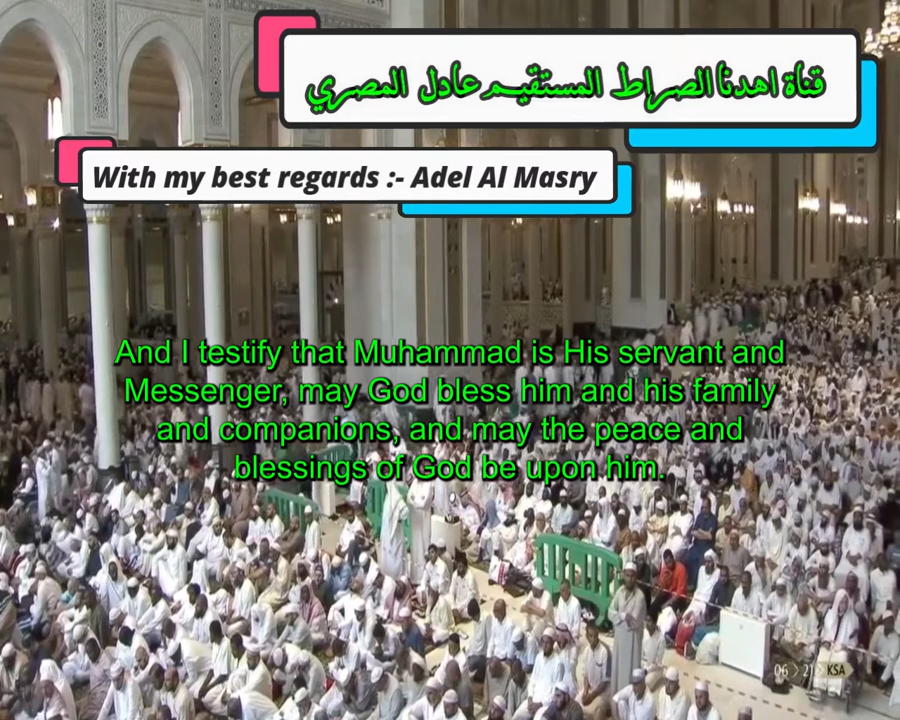 قناة اهدنا الصراط المستقيم عادل المصري
With my best regards :- Adel Al Masry
And I testify that Muhammad is His servant and
Messenger, may God bless him and his family
and companions, and may the peace and
blessings of God be upon him.
06 > 21 > KSA